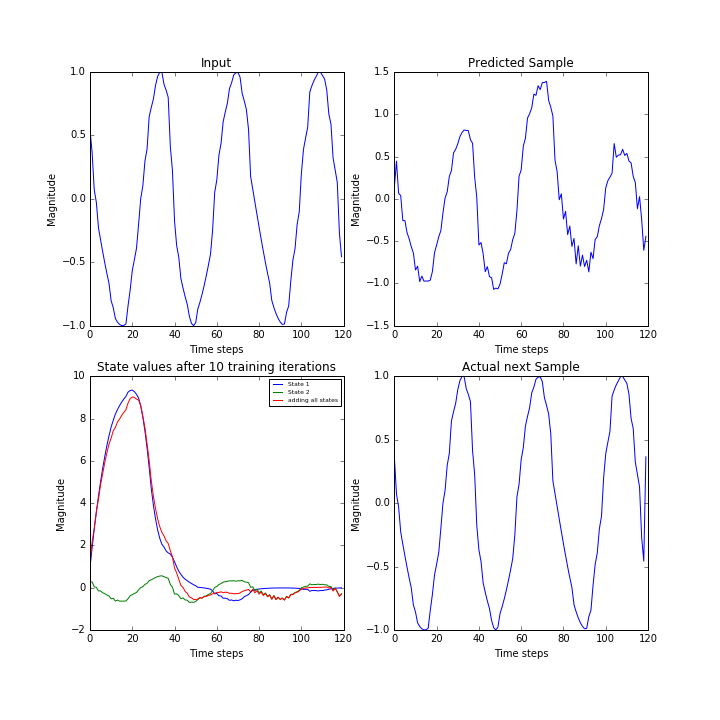 Input
Magnitude
1.0
0.5
0.0
−0.5
−1.0
0 20 40 60 80 100 120
Time steps
Predicted Sample
Magnitude
1.5
1.0
0.5
0.0
−0.5
−1.0
−1.5
0 20 40 60 80 100 120
Time steps
State values after 10 training iterations
Magnitude
10
8
6
4
2
0
−2
State 1
State 2
adding all states
0 20 40 60 80 100 120
Time steps
Actual next Sample
Magnitude
1.0
0.5
0.0
−0.5
−1.0
0 20 40 60 80 100 120
Time steps